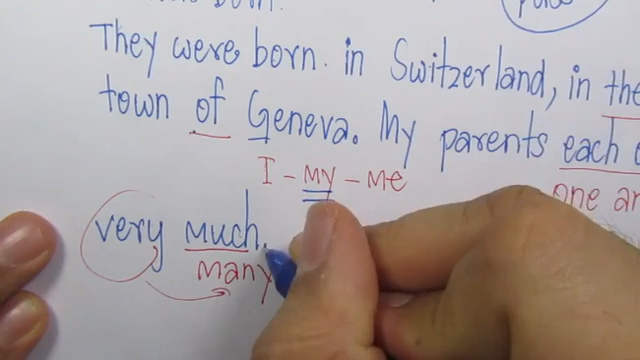 born.
They were born. in Switzerland, in the
town of Geneva. My parents each
I - my - me
one an
very much.
many